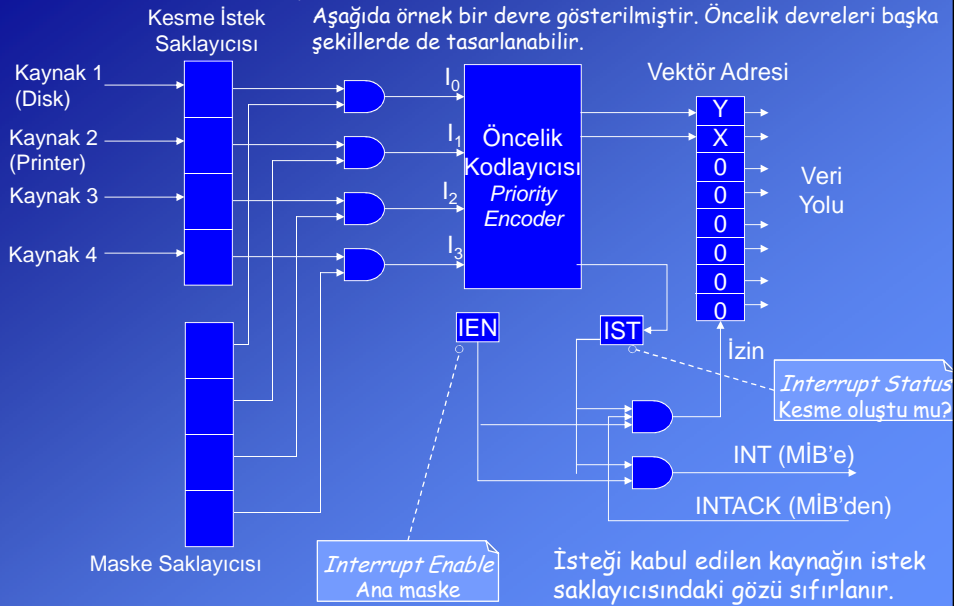 Aşağıda örnek bir devre gösterilmiştir. Öncelik devreleri başka
şekillerde de tasarlanabilir.
Kesme İstek
Saklayıcısı
Kaynak 1
(Disk)
Kaynak 2
(Printer)
Kaynak 3
Kaynak 4
I0
I1
I2
I3
Öncelik
Kodlayıcısı
Priority
Encoder
Vektör Adresi
Y
X
0
0
0
0
0
0
Veri
Yolu
IEN
IST
İzin
Interrupt Status
Kesme oluştu mu?
INT (MİB'e)
INTACK (MİB'den)
Maske Saklayıcısı
Interrupt Enable
Ana maske
İsteği kabul edilen kaynağın istek
saklayıcısındaki gözü sıfırlanır.